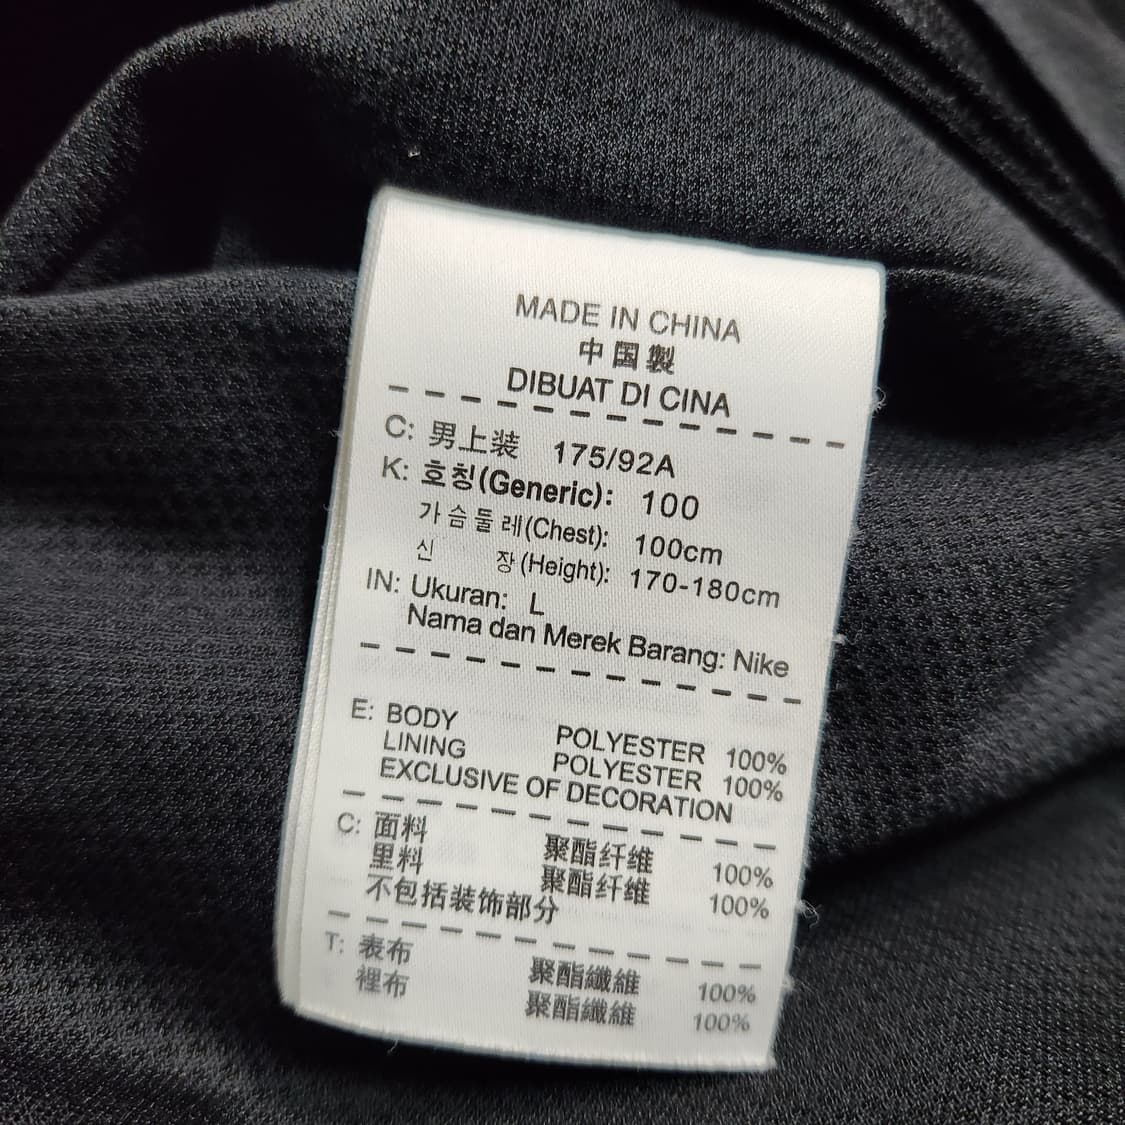 MADE IN CHINA
中国製
DIBUAT DI CINA
C: 男上装 175/92A
K: 호칭(Generic): 100
가슴둘레(Chest): 100cm
신 장(Height): 170-180cm
IN: Ukuran: L
Nama dan Merek Barang: Nike
E: BODY POLYESTER 100%
LINING POLYESTER 100%
EXCLUSIVE OF DECORATION
C: 面料 聚酯纤维 100%
里料 聚酯纤维 100%
不包括装饰部分
T: 表布 聚酯纖維 100%
裡布 聚酯纖維 100%